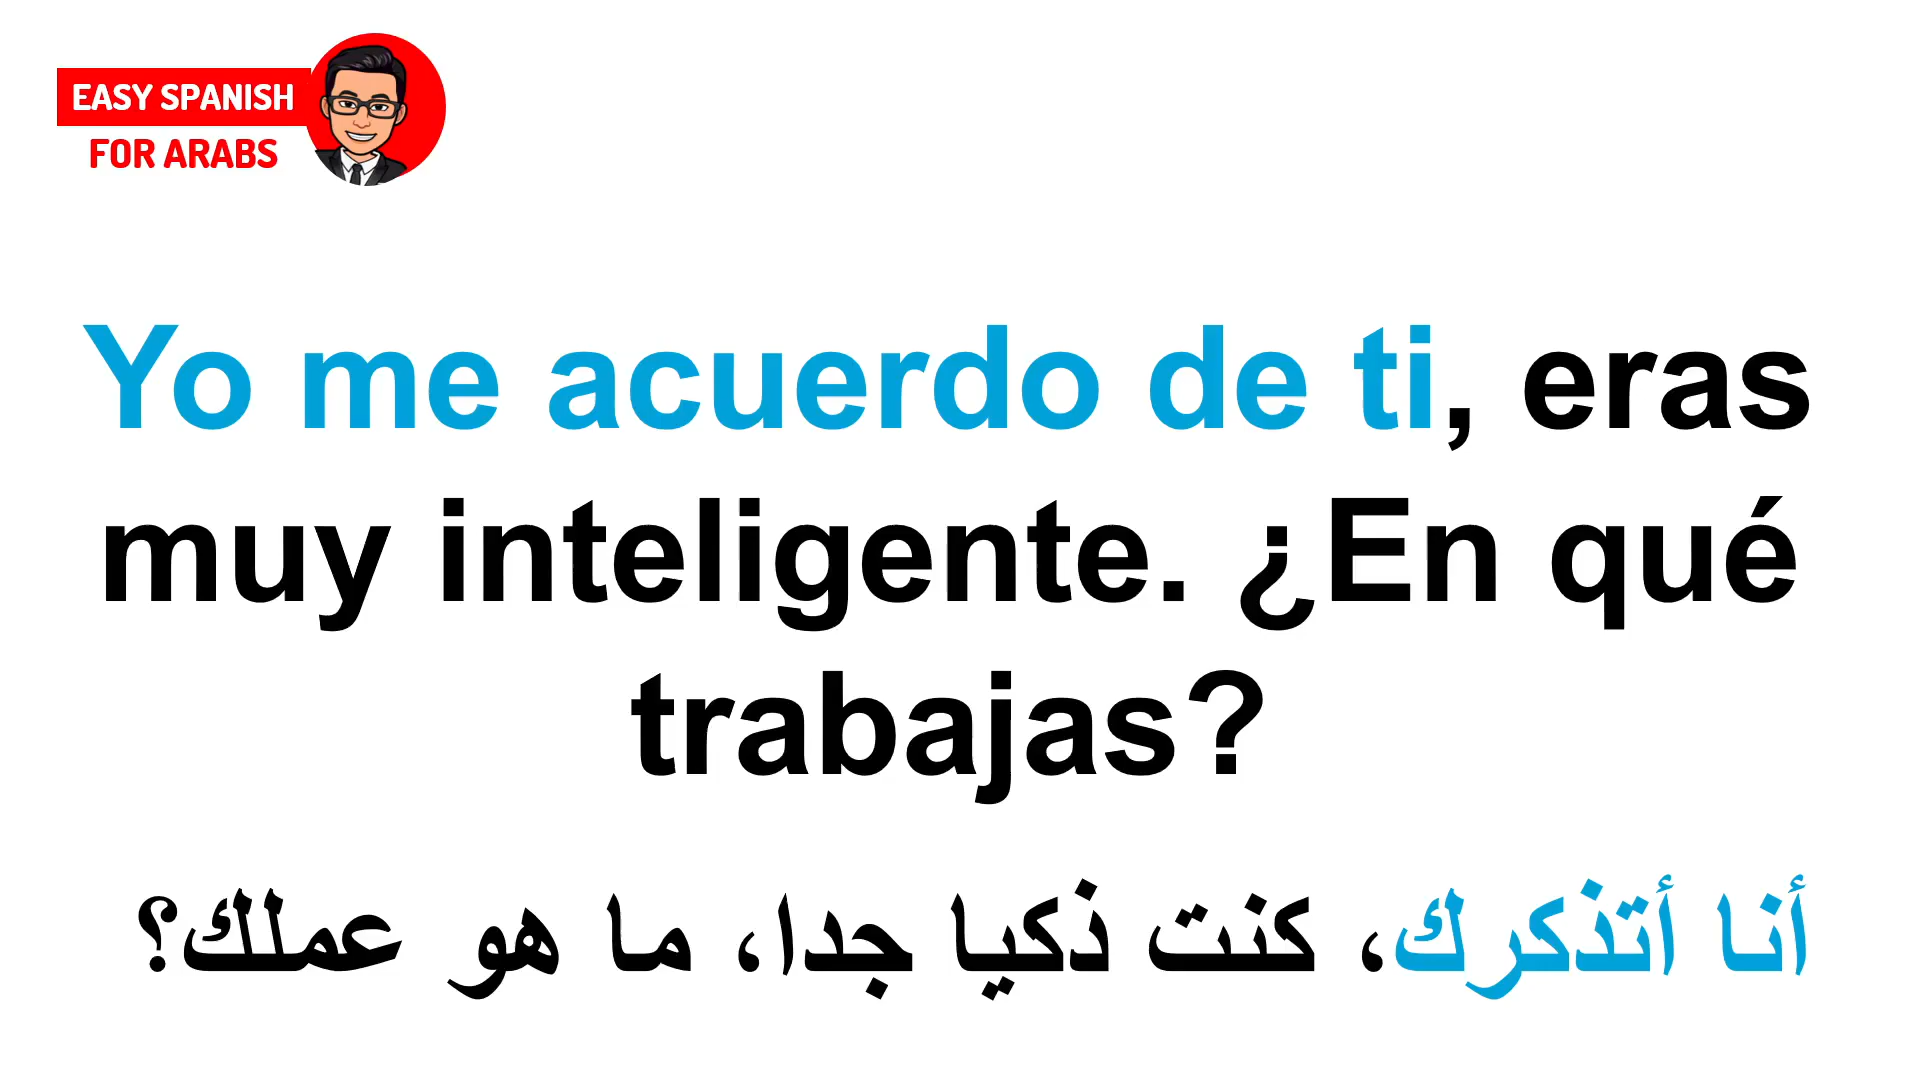 EASY SPANISH
FOR ARABS
Yo me acuerdo de ti, eras
muy inteligente. ¿En qué
trabajas?
أنا أتذكرك، كنت ذكيا جدا، ما هو عملك؟